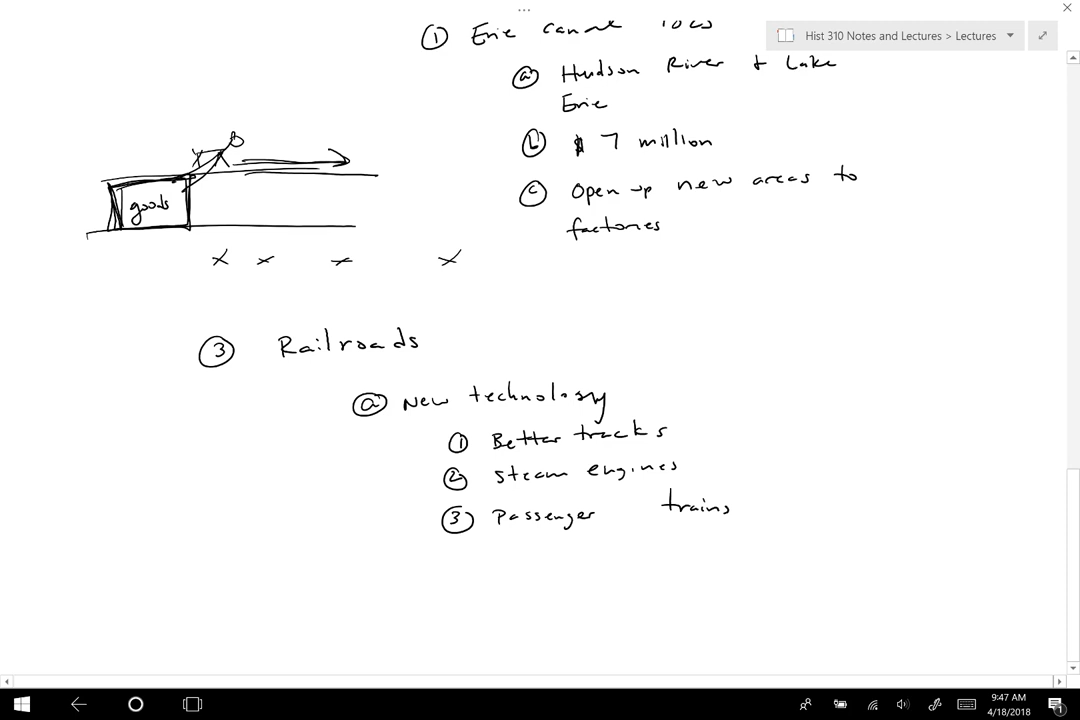 ① Erie canal
Hist 310 Notes and Lectures > Lectures
ⓐ Hudson River + Lake
Erie
ⓑ $ 7 million
ⓒ Open up new areas to
factories
goods
③ Railroads
ⓐ New technology
① Better tracks
② Steam engines
③ Passenger trains
9:47 AM
4/18/2018
1